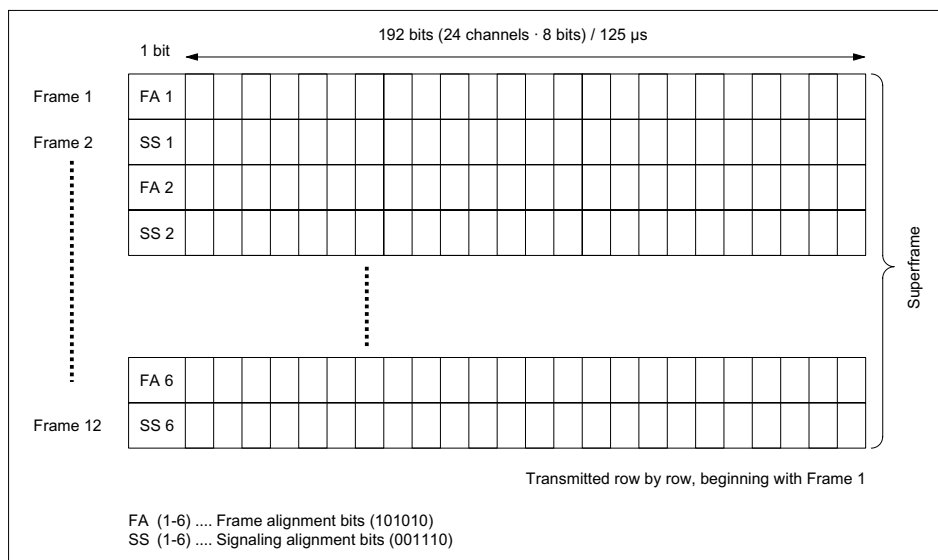 192 bits (24 channels · 8 bits) / 125 µs
1 bit
Frame 1
FA 1
Frame 2
SS 1
FA 2
SS 2
Superframe
FA 6
Frame 12
SS 6
Transmitted row by row, beginning with Frame 1
FA (1-6) .... Frame alignment bits (101010)
SS (1-6) .... Signaling alignment bits (001110)